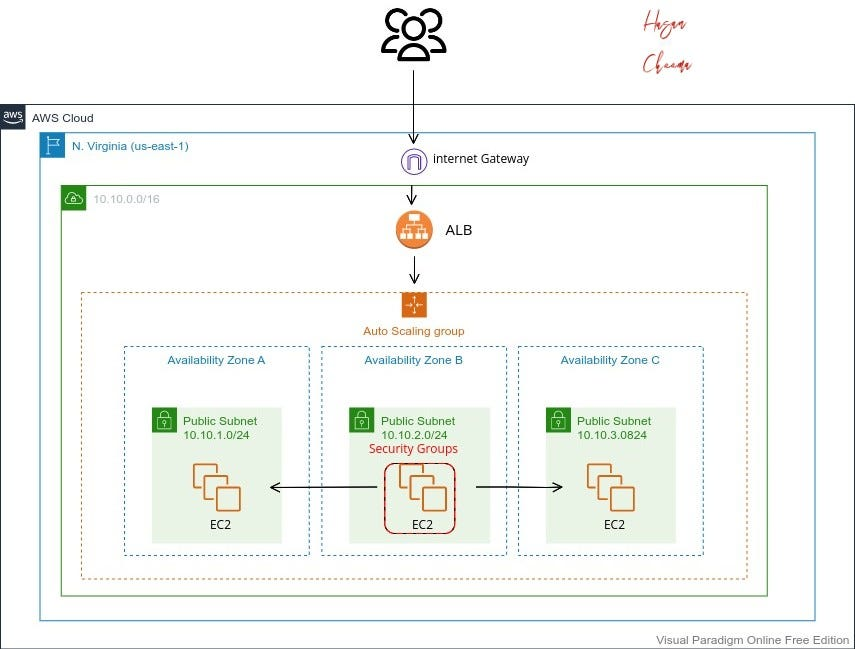 Hasan
Cheema
aws
AWS Cloud
N. Virginia (us-east-1)
internet Gateway
10.10.0.0/16
ALB
Auto Scaling group
Availability Zone A
Availability Zone B
Availability Zone C
Public Subnet
10.10.1.0/24
Public Subnet
10.10.2.0/24
Public Subnet
10.10.3.0824
Security Groups
EC2
EC2
EC2
Visual Paradigm Online Free Edition